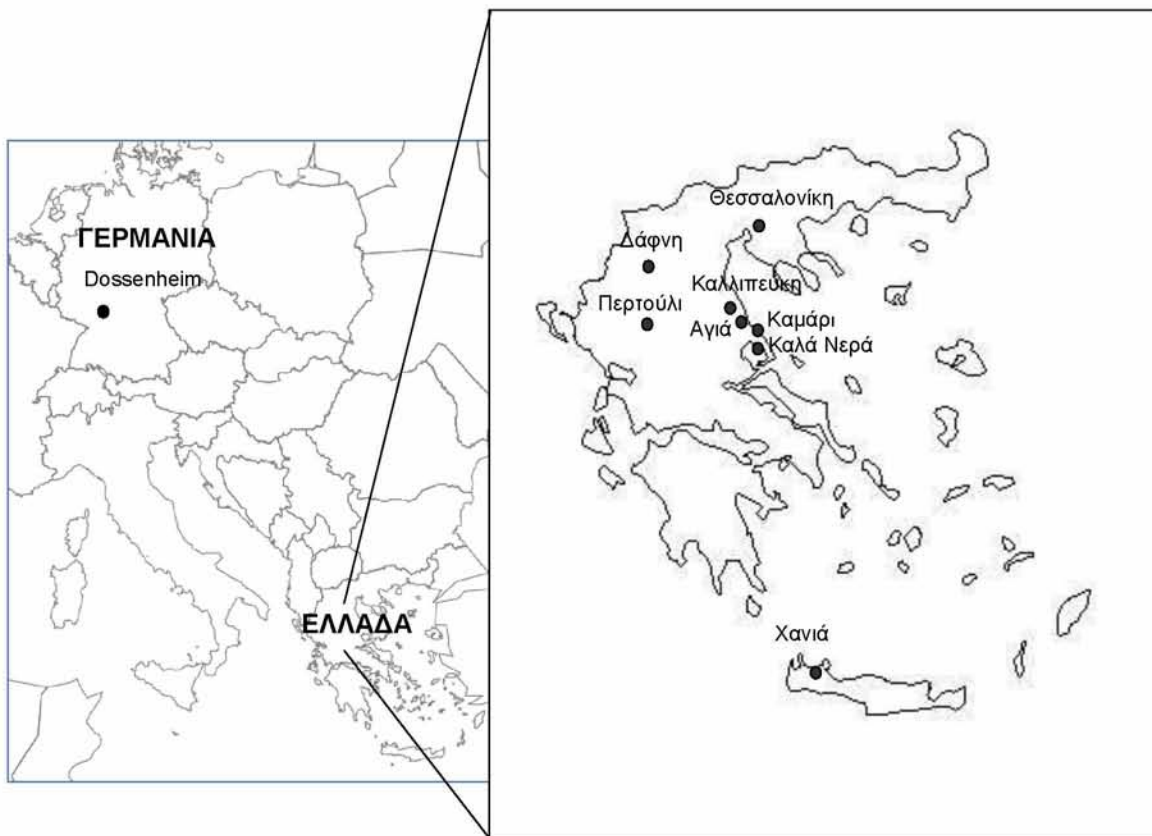 ΓΕΡΜΑΝΙΑ
Dossenheim
ΕΛΛΑΔΑ
Θεσσαλονίκη
Δάφνη
Καλλιπεύκη
Περτούλι
Αγιά
Καμάρι
Καλά Νερά
Χανιά